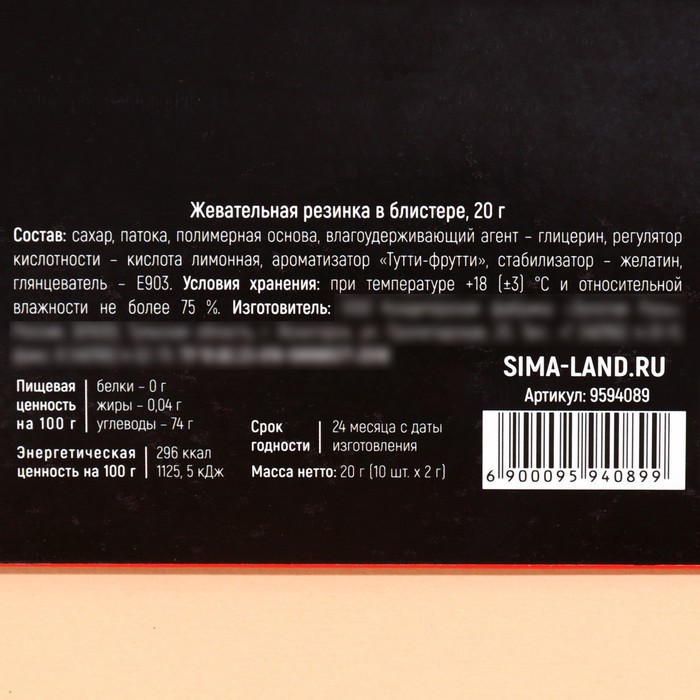 Жевательная резинка в блистере, 20 г
Состав: сахар, патока, полимерная основа, влагоудерживающий агент – глицерин, регулятор
кислотности – кислота лимонная, ароматизатор «Тутти-фрутти», стабилизатор – желатин,
глянцеватель – Е903. Условия хранения: при температуре +18 (±3) °С и относительной
влажности не более 75 %. Изготовитель:
SIMA-LAND.RU
Артикул: 9594089
Пищевая ценность на 100 г
белки – 0 г
жиры – 0,04 г
углеводы – 74 г
Энергетическая ценность на 100 г
296 ккал
1125, 5 кДж
Срок годности
24 месяца с даты
изготовления
Масса нетто: 20 г (10 шт. х 2 г)
6 900095 940899